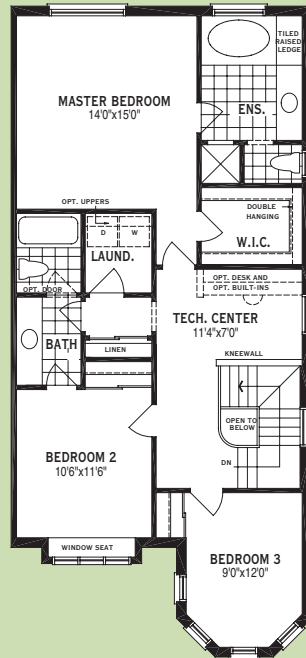 TILED
RAISED
LEDGE
MASTER BEDROOM
14'0"x15'0"
ENS.
OPT. UPPERS
DOUBLE
HANGING
D W
LAUND.
W.I.C.
OPT. DOOR
OPT. DESK AND
OPT. BUILT-INS
TECH. CENTER
11'4"x7'0"
BATH
LINEN
KNEEWALL
OPEN TO
BELOW
BEDROOM 2
10'6"x11'6"
DN
WINDOW SEAT
BEDROOM 3
9'0"x12'0"